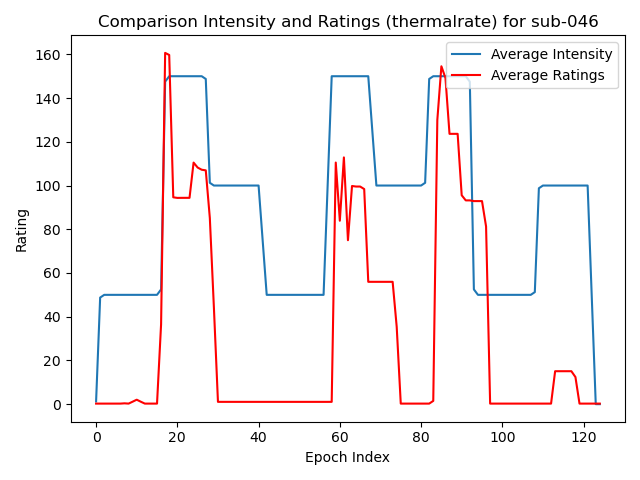 Comparison Intensity and Ratings (thermalrate) for sub-046
Average Intensity
Average Ratings
Rating
160
140
120
100
80
60
40
20
0
0 20 40 60 80 100 120
Epoch Index